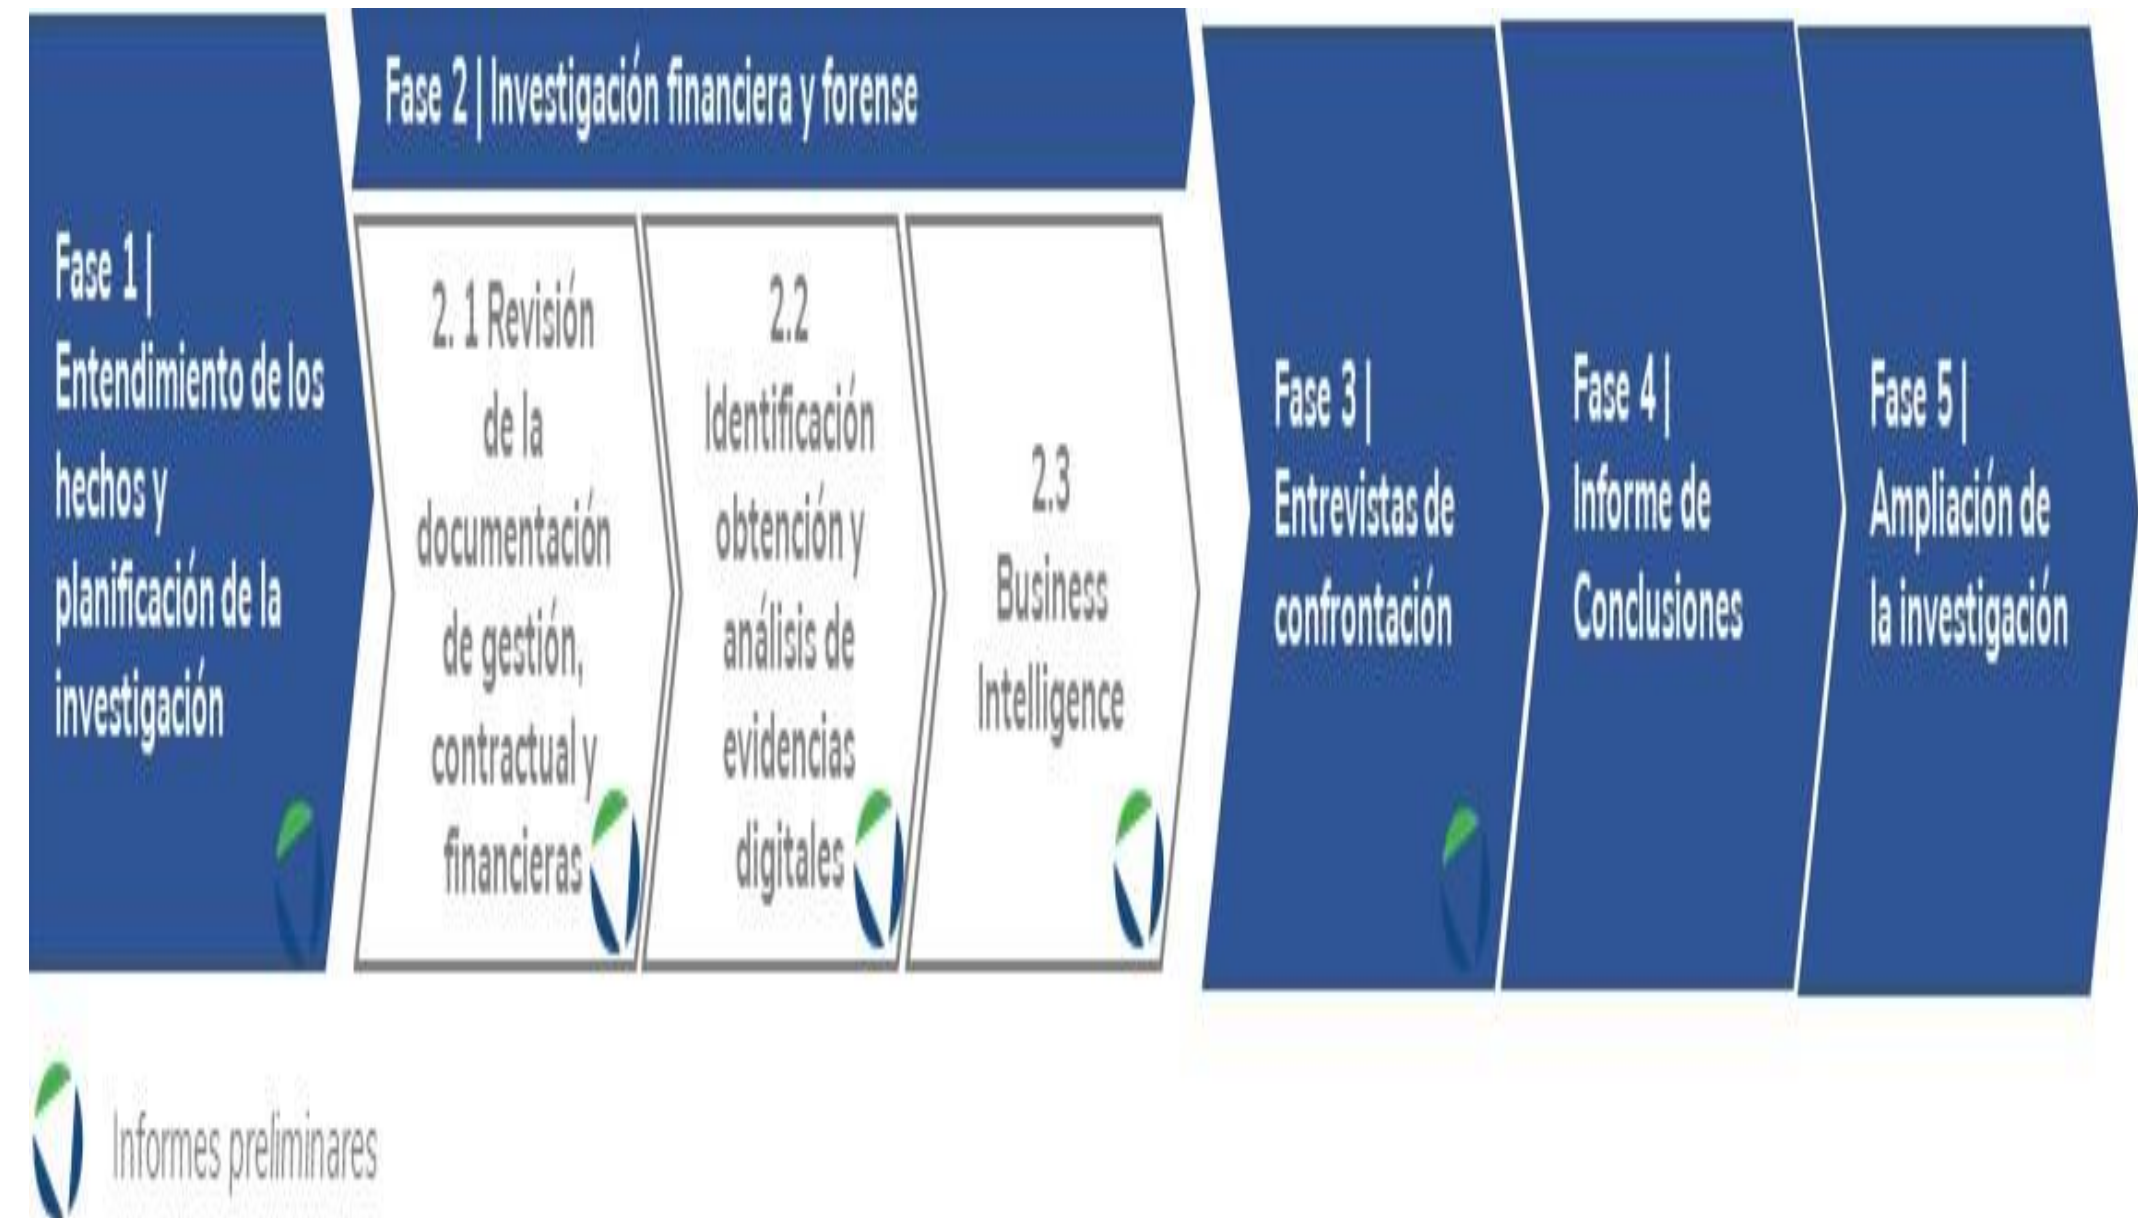 Fase 1 |
Entendimiento de los
hechos y
planificación de la
investigación
Fase 2 | Investigación financiera y forense
2. 1 Revisión
de la
documentación
de gestión,
contractual y
financieras
2.2
Identificación
obtención y
análisis de
evidencias
digitales
2.3
Business
Intelligence
Fase 3 |
Entrevistas de
confrontación
Fase 4 |
Informe de
Conclusiones
Fase 5 |
Ampliación de
la investigación
Informes preliminares